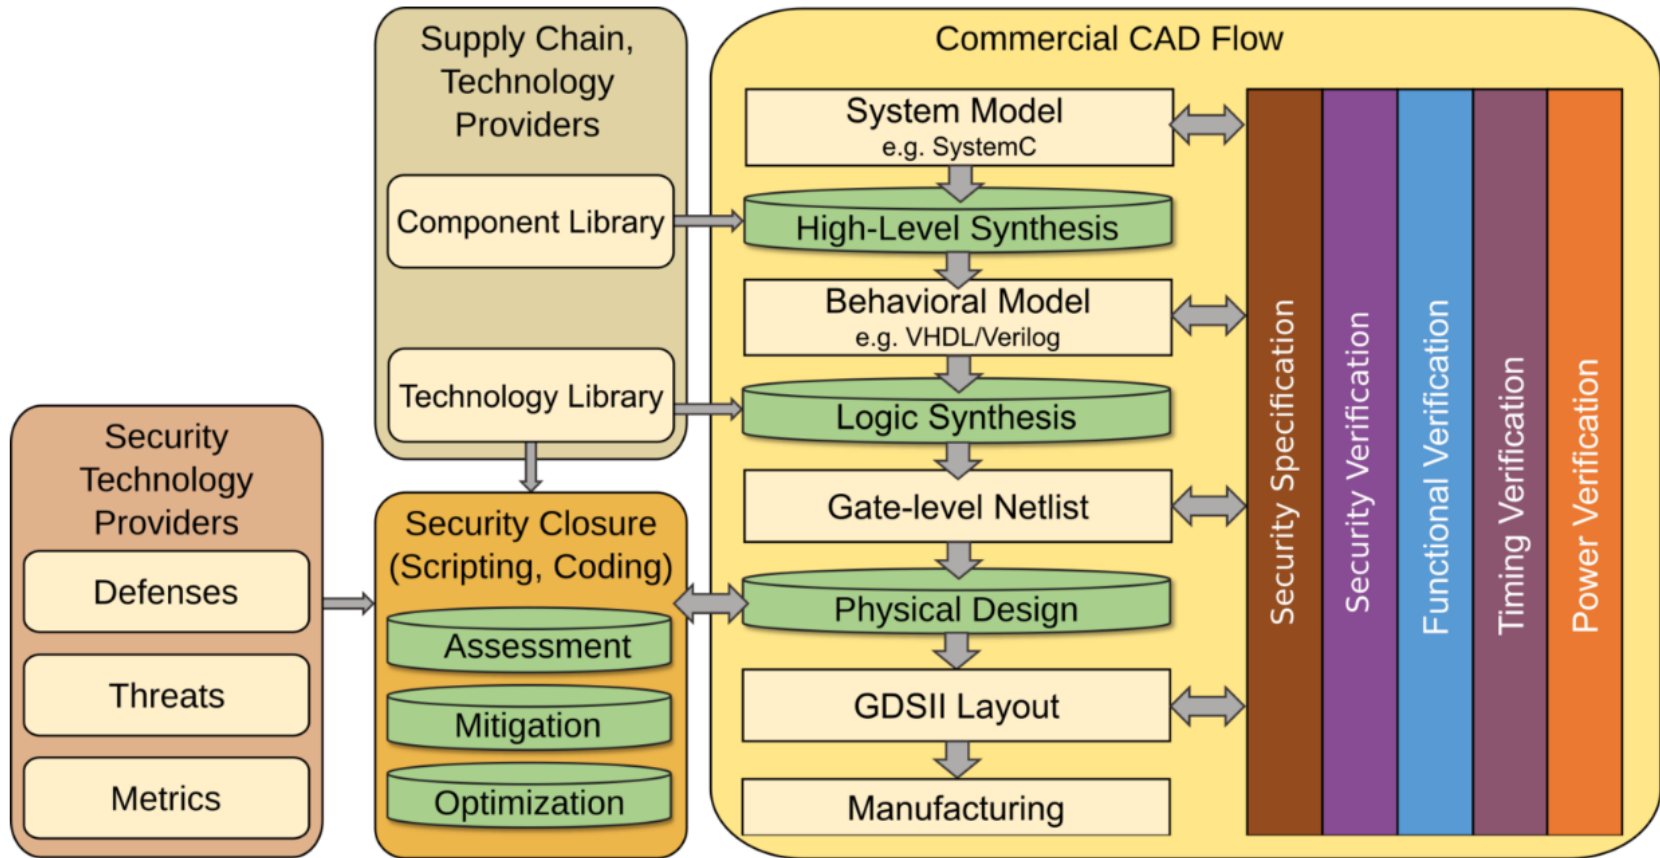 Supply Chain,
Technology
Providers
Component Library
Technology Library
Security
Technology
Providers
Defenses
Threats
Metrics
Security Closure
(Scripting, Coding)
Assessment
Mitigation
Optimization
Commercial CAD Flow
System Model
e.g. SystemC
High-Level Synthesis
Behavioral Model
e.g. VHDL/Verilog
Logic Synthesis
Gate-level Netlist
Physical Design
GDSII Layout
Manufacturing
Security Specification
Security Verification
Functional Verification
Timing Verification
Power Verification